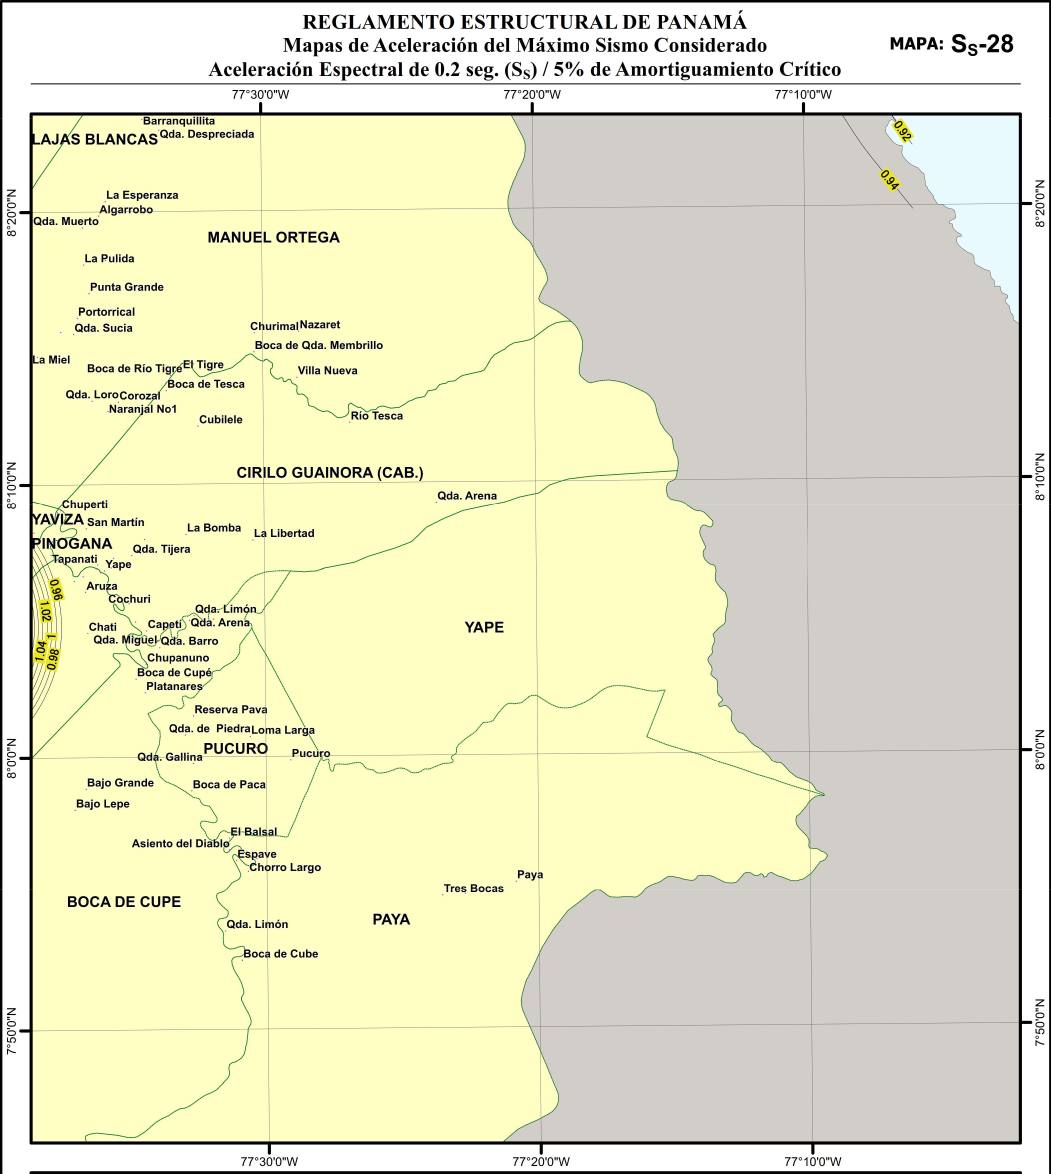 REGLAMENTO ESTRUCTURAL DE PANAMÁ
Mapas de Aceleración del Máximo Sismo Considerado
MAPA: SS-28
Aceleración Espectral de 0.2 seg. (SS) / 5% de Amortiguamiento Crítico
77°30'0"W 77°20'0"W 77°10'0"W
Barranquillita
0.92
Qda. Despreciada
LAJAS BLANCAS
0.94
La Esperanza
Algarrobo
8°20'0"N 8°20'0"N
Qda. Muerto
MANUEL ORTEGA
La Pulida
Punta Grande
Portorrical
Qda. Sucia
Churimal Nazaret
Boca de Qda. Membrillo
La Miel
El Tigre
Boca de Río Tigre
Villa Nueva
Boca de Tesca
Qda. Loro Corozal
Naranjal No1
Río Tesca
Cubilele
CIRILO GUAINORA (CAB.)
8°10'0"N 8°10'0"N
Qda. Arena
Chuperti
YAVIZA San Martín
La Bomba
La Libertad
PINOGANA
Qda. Tijera
Tapanati
Yape
Aruza
0.96
Cochuri
1.02
Qda. Limón
Capetí
Qda. Arena
Chati
YAPE
Qda. Miguel Qda. Barro
1
1.04
0.98
Chupanuno
Boca de Cupé
Platanares
Reserva Pava
Qda. de Piedra Loma Larga
PUCURO
8°0'0"N 8°0'0"N
Pucuro
Qda. Gallina
Bajo Grande
Boca de Paca
Bajo Lepe
El Balsal
Asiento del Diablo
Espave
Chorro Largo
Paya
Tres Bocas
BOCA DE CUPE
PAYA
Qda. Limón
Boca de Cube
7°50'0"N 7°50'0"N
77°30'0"W 77°20'0"W 77°10'0"W